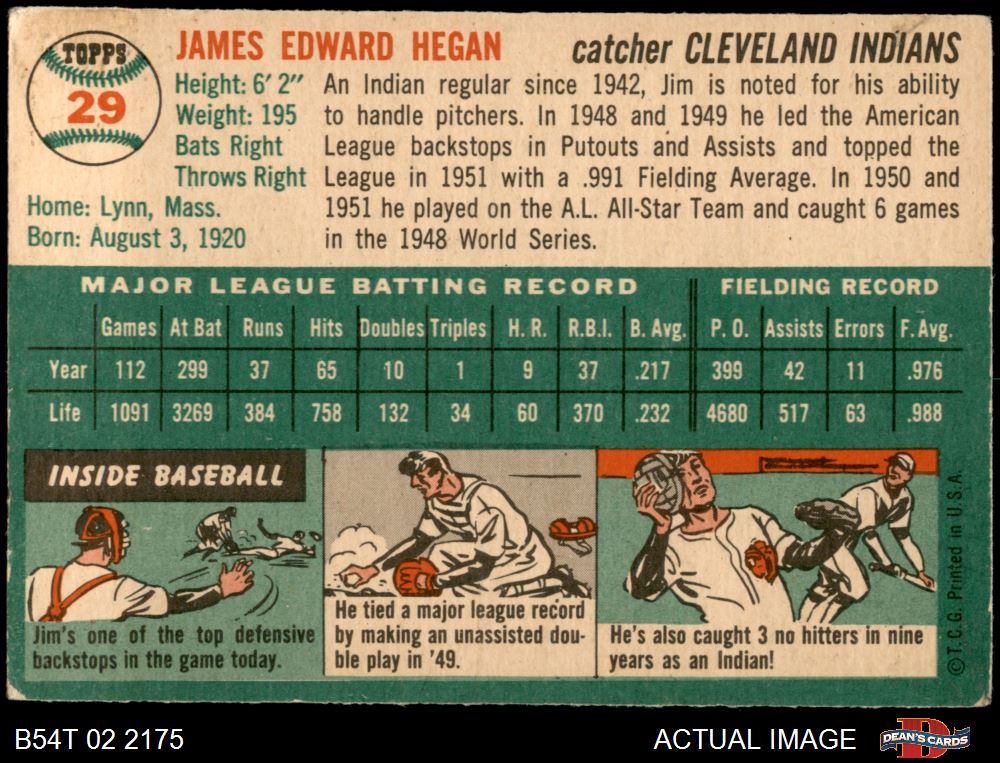 TOPPS
29
JAMES EDWARD HEGAN
catcher CLEVELAND INDIANS
Height: 6' 2"
Weight: 195
Bats Right
Throws Right
Home: Lynn, Mass.
Born: August 3, 1920
An Indian regular since 1942, Jim is noted for his ability
to handle pitchers. In 1948 and 1949 he led the American
League backstops in Putouts and Assists and topped the
League in 1951 with a .991 Fielding Average. In 1950 and
1951 he played on the A.L. All-Star Team and caught 6 games
in the 1948 World Series.
MAJOR LEAGUE BATTING RECORD FIELDING RECORD
Games At Bat Runs Hits Doubles Triples H. R. R.B.I. B. Avg. P. O. Assists Errors F. Avg.
Year 112 299 37 65 10 1 9 37 .217 399 42 11 .976
Life 1091 3269 384 758 132 34 60 370 .232 4680 517 63 .988
INSIDE BASEBALL
Jim's one of the top defensive
backstops in the game today.
He tied a major league record
by making an unassisted dou-
ble play in '49.
He's also caught 3 no hitters in nine
years as an Indian!
© T.C.G. Printed in U.S.A.
B54T 02 2175
ACTUAL IMAGE
D
DEAN'S CARDS